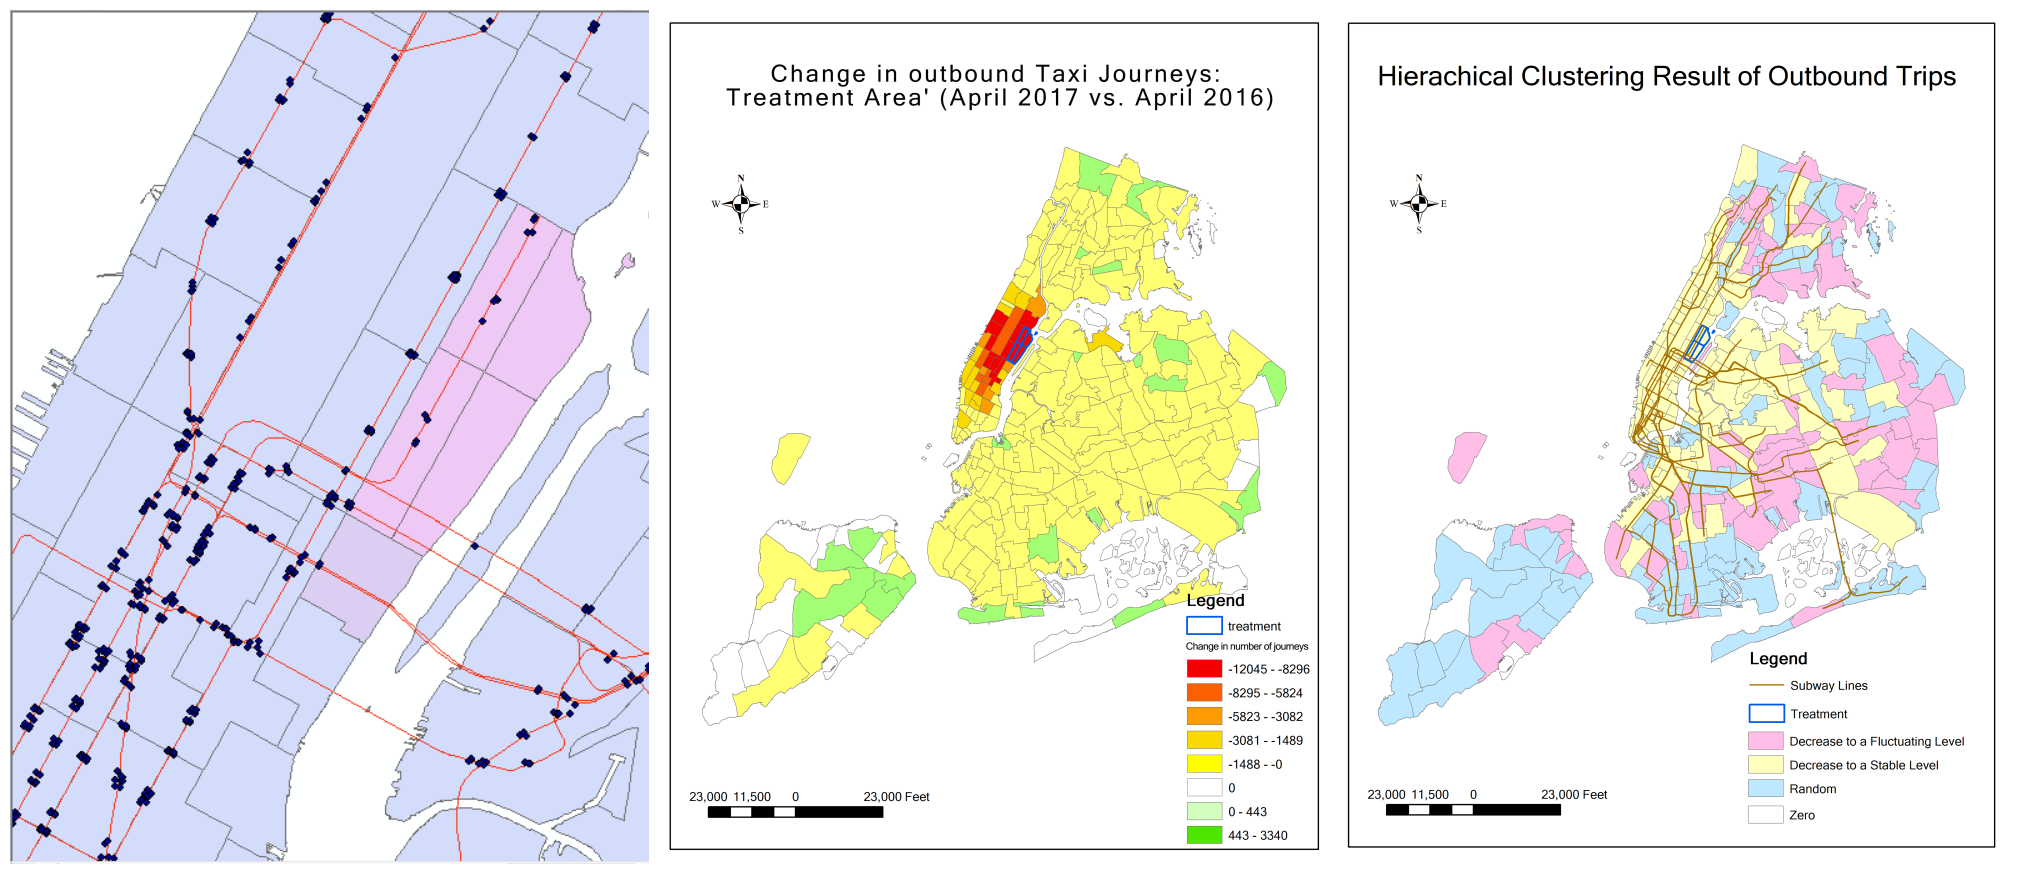 Change in outbound Taxi Journeys:
Treatment Area' (April 2017 vs. April 2016)
N
W E
S
Legend
treatment
Change in number of journeys
-12045 - -8296
-8295 - -5824
-5823 - -3082
-3081 - -1489
-1488 - -0
0
0 - 443
443 - 3340
23,000 11,500 0 23,000 Feet
Hierachical Clustering Result of Outbound Trips
N
W E
S
Legend
Subway Lines
Treatment
Decrease to a Fluctuating Level
Decrease to a Stable Level
Random
Zero
23,000 11,500 0 23,000 Feet